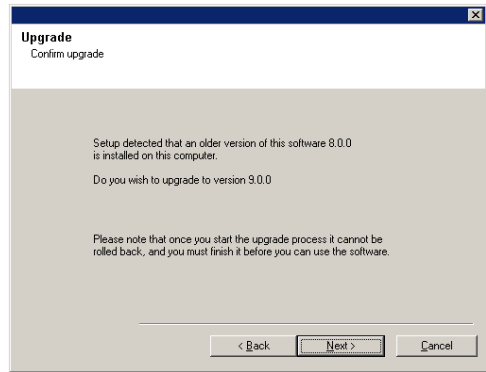 Upgrade
Confirm upgrade
Setup detected that an older version of this software 8.0.0
is installed on this computer.
Do you wish to upgrade to version 9.0.0
Please note that once you start the upgrade process it cannot be
rolled back, and you must finish it before you can use the software.
< Back
Next >
Cancel